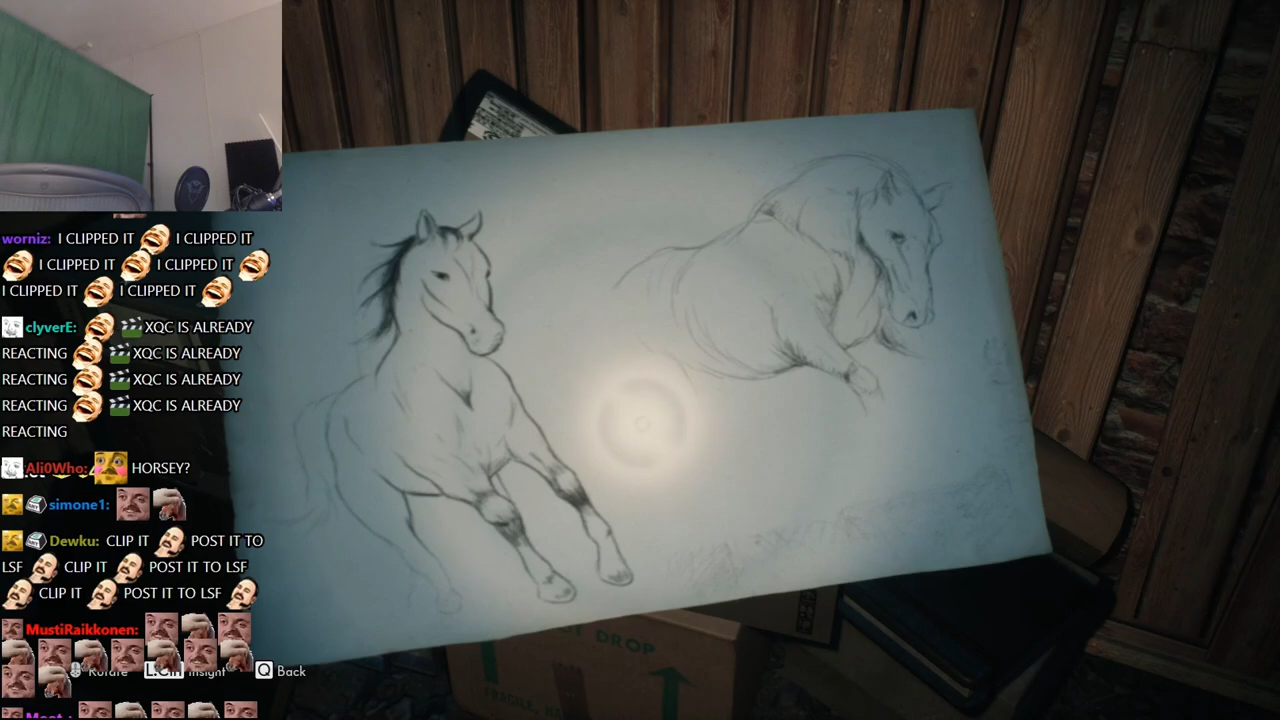 worniz: I CLIPPED IT I CLIPPED IT
I CLIPPED IT I CLIPPED IT
I CLIPPED IT I CLIPPED IT
clyverE: XQC IS ALREADY
REACTING XQC IS ALREADY
REACTING XQC IS ALREADY
REACTING XQC IS ALREADY
REACTING
Ali0Who: HORSEY?
simone1:
Dewku: CLIP IT POST IT TO
LSF CLIP IT POST IT TO LSF
CLIP IT POST IT TO LSF
MustiRaikkonen:
Rotate L.Ctrl Insight Q Back
DROP
FRAGILE